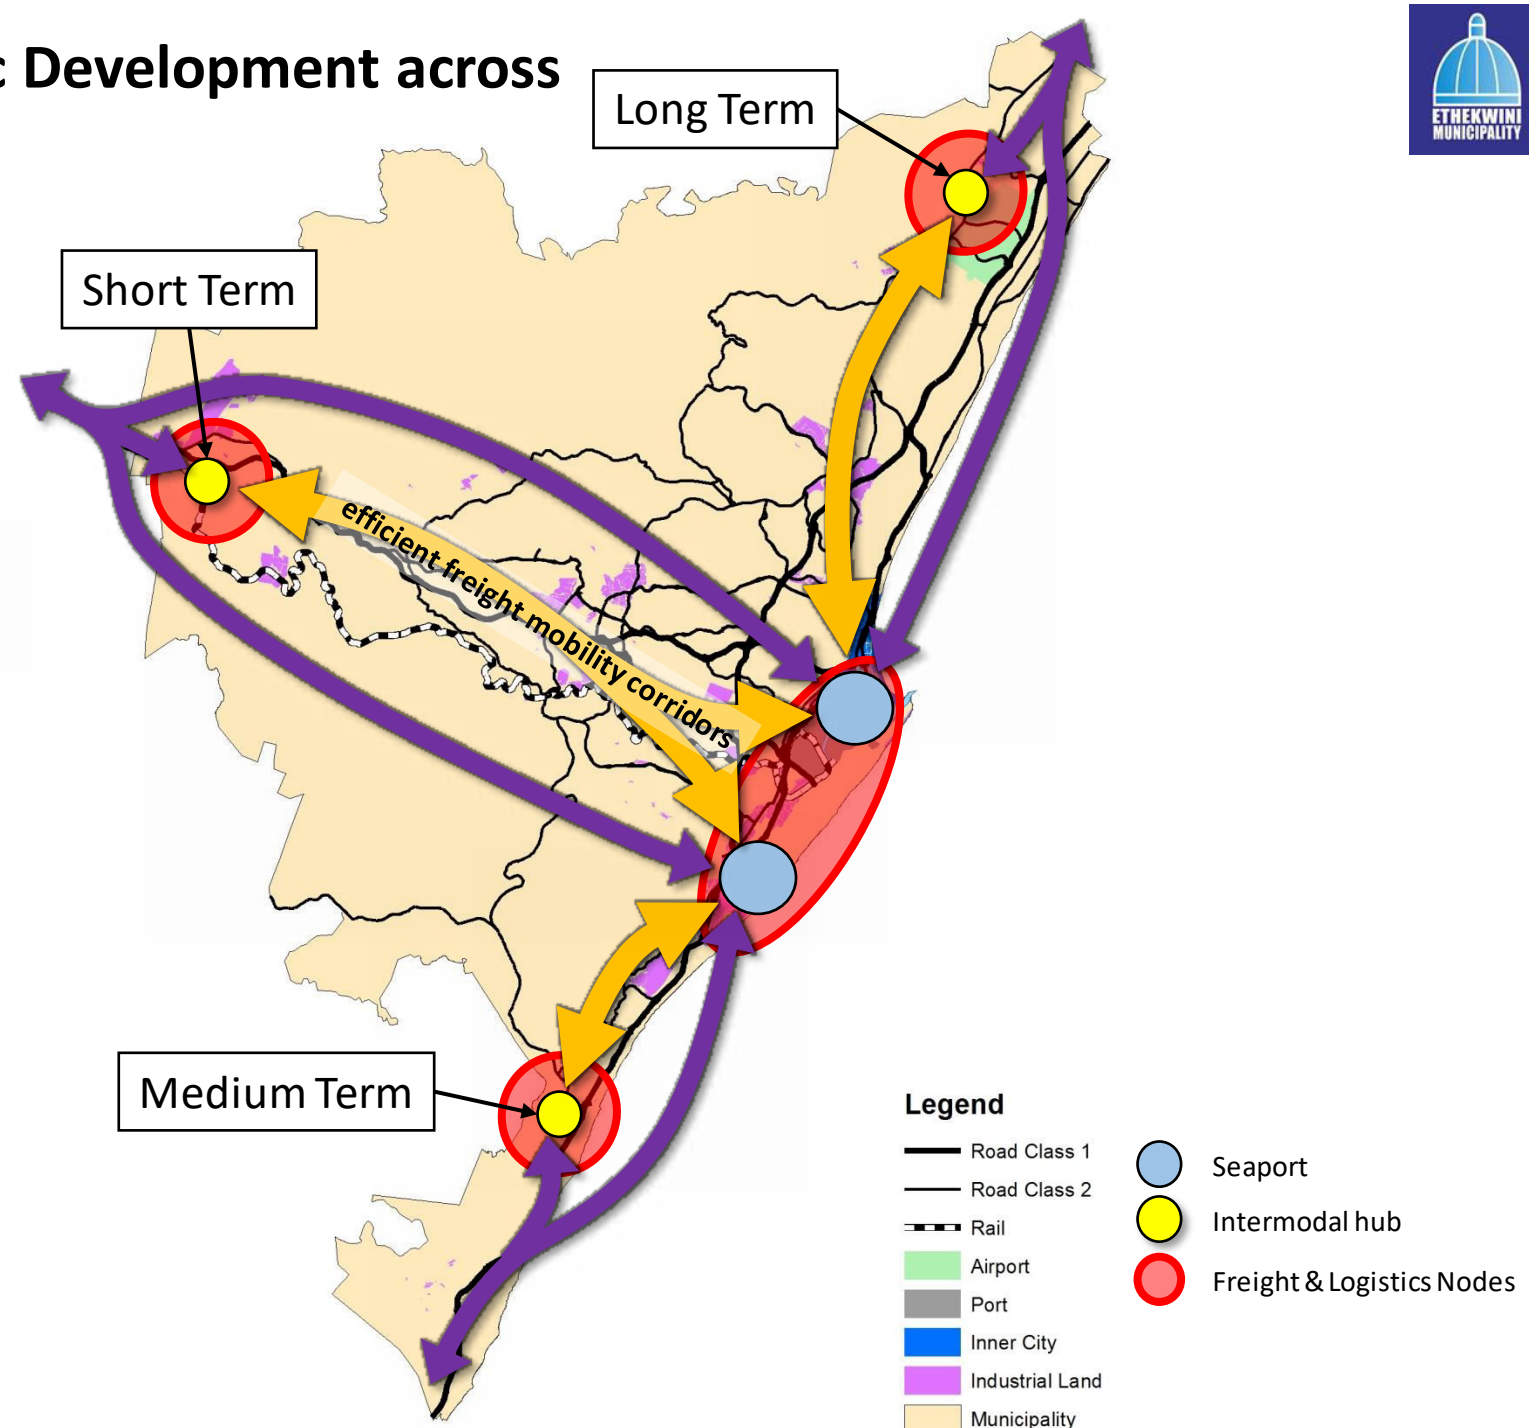 c Development across
ETHEKWINI
MUNICIPALITY
Long Term
Short Term
efficient freight mobility corridors
Medium Term
Legend
Road Class 1
Road Class 2
Rail
Airport
Port
Inner City
Industrial Land
Municipality
Seaport
Intermodal hub
Freight & Logistics Nodes